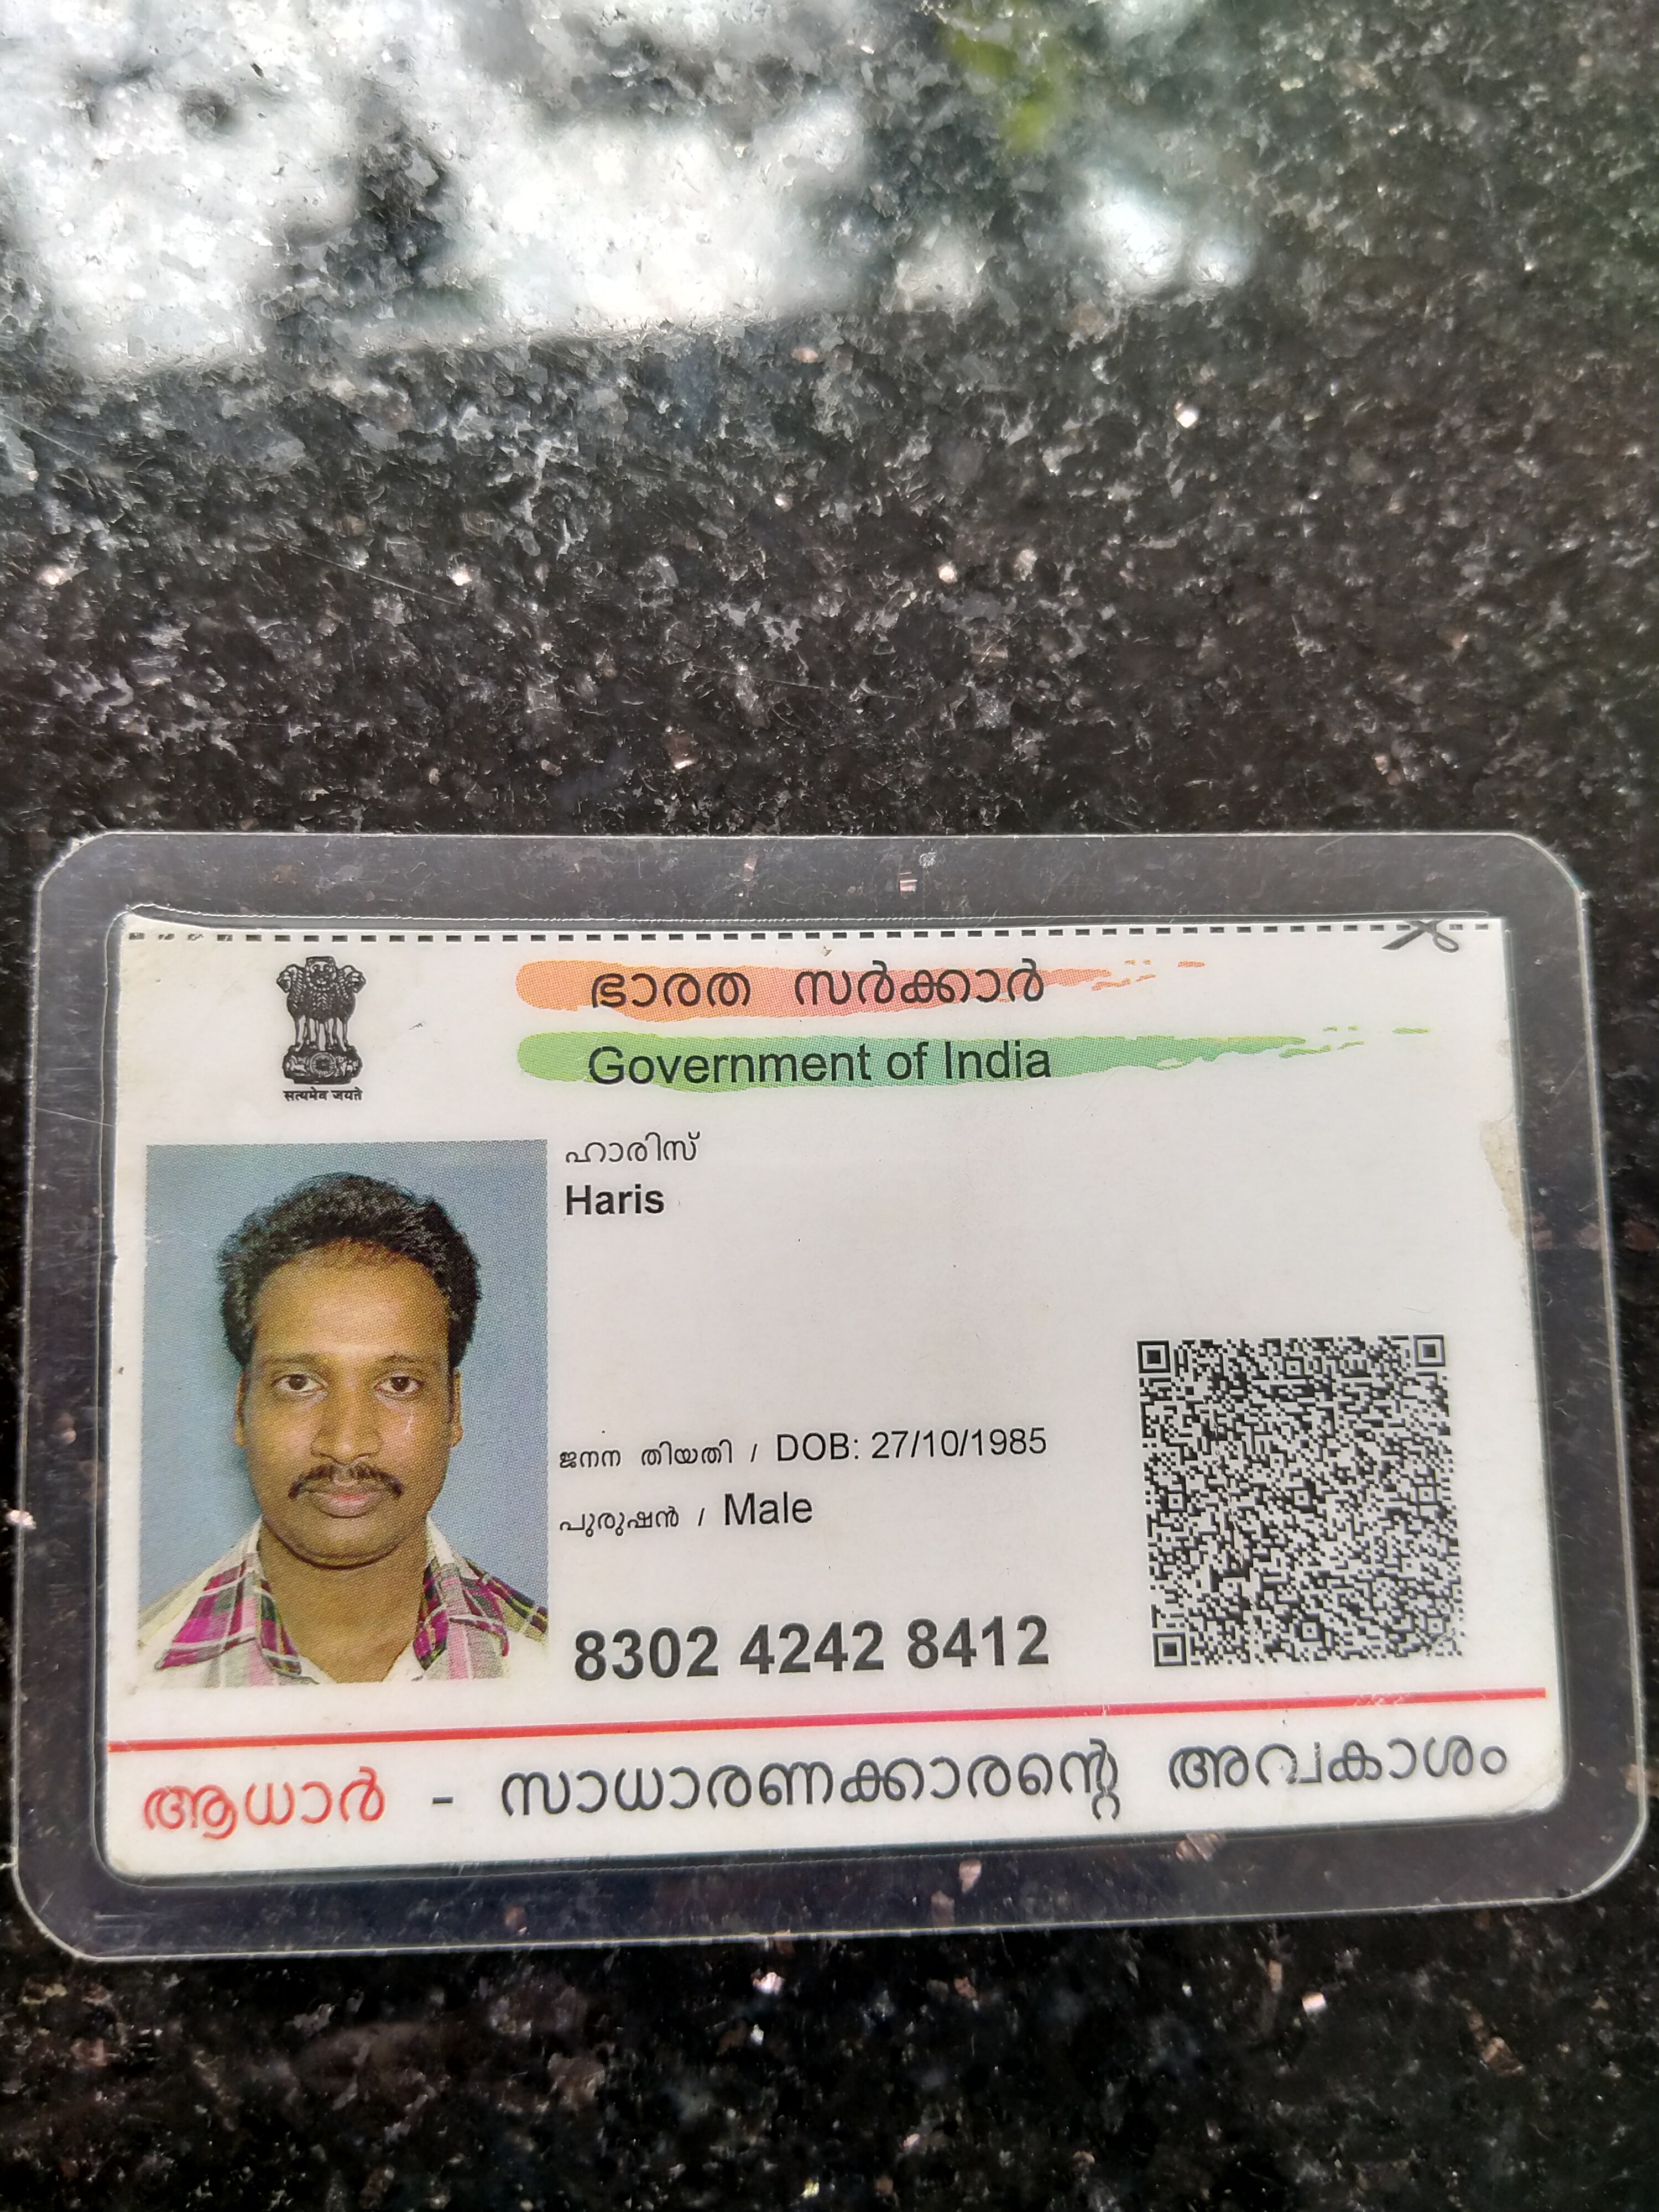 ഭാരത സർക്കാർ
Government of India
सत्यमेव जयते
ഹാരിസ്
Haris
ജനന തിയതി / DOB: 27/10/1985
പുരുഷൻ / Male
8302 4242 8412
ആധാർ - സാധാരണക്കാരന്റെ അവകാശം